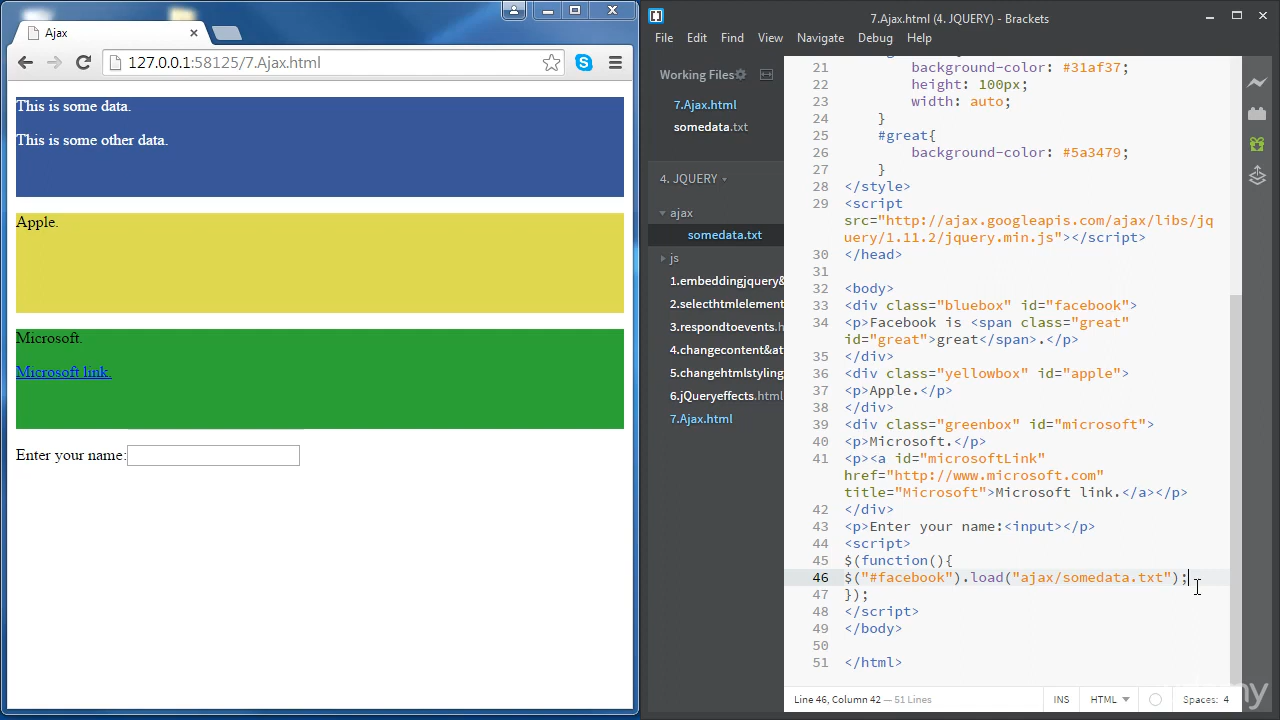 Ajax
127.0.0.1:58125/7.Ajax.html
This is some data.
This is some other data.
Apple.
Microsoft.
Microsoft link.
Enter your name:
7.Ajax.html (4. JQUERY) - Brackets
File Edit Find View Navigate Debug Help
Working Files
7.Ajax.html
somedata.txt
4. JQUERY
ajax
somedata.txt
js
1.embeddingjquery&
2.selecthtmlelement
3.respondtoevents.h
4.changecontent&at
5.changehtmlstyling
6.jQueryeffects.html
7.Ajax.html
21 background-color: #31af37;
22 height: 100px;
23 width: auto;
24 }
25 #great{
26 background-color: #5a3479;
27 }
28 </style>
29 <script
src="http://ajax.googleapis.com/ajax/libs/jq
uery/1.11.2/jquery.min.js"></script>
30 </head>
31
32 <body>
33 <div class="bluebox" id="facebook">
34 <p>Facebook is <span class="great"
id="great">great</span>.</p>
35 </div>
36 <div class="yellowbox" id="apple">
37 <p>Apple.</p>
38 </div>
39 <div class="greenbox" id="microsoft">
40 <p>Microsoft.</p>
41 <p><a id="microsoftLink"
href="http://www.microsoft.com"
title="Microsoft">Microsoft link.</a></p>
42 </div>
43 <p>Enter your name:<input></p>
44 <script>
45 $(function(){
46 $("#facebook").load("ajax/somedata.txt");
47 });
48 </script>
49 </body>
50
51 </html>
Line 46, Column 42 — 51 Lines
INS HTML Spaces: 4